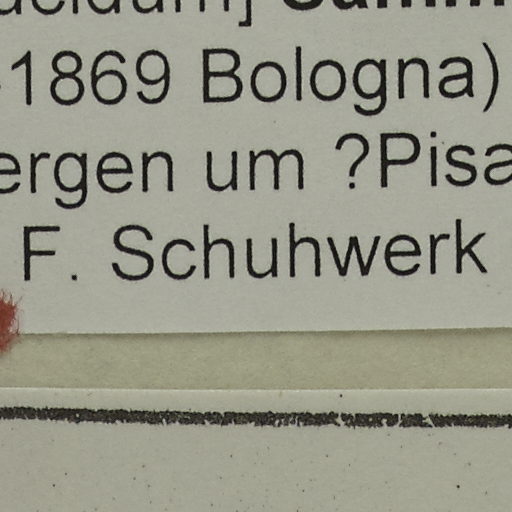 1869 Bologna)
ergen um ?Pisa
F. Schuhwerk